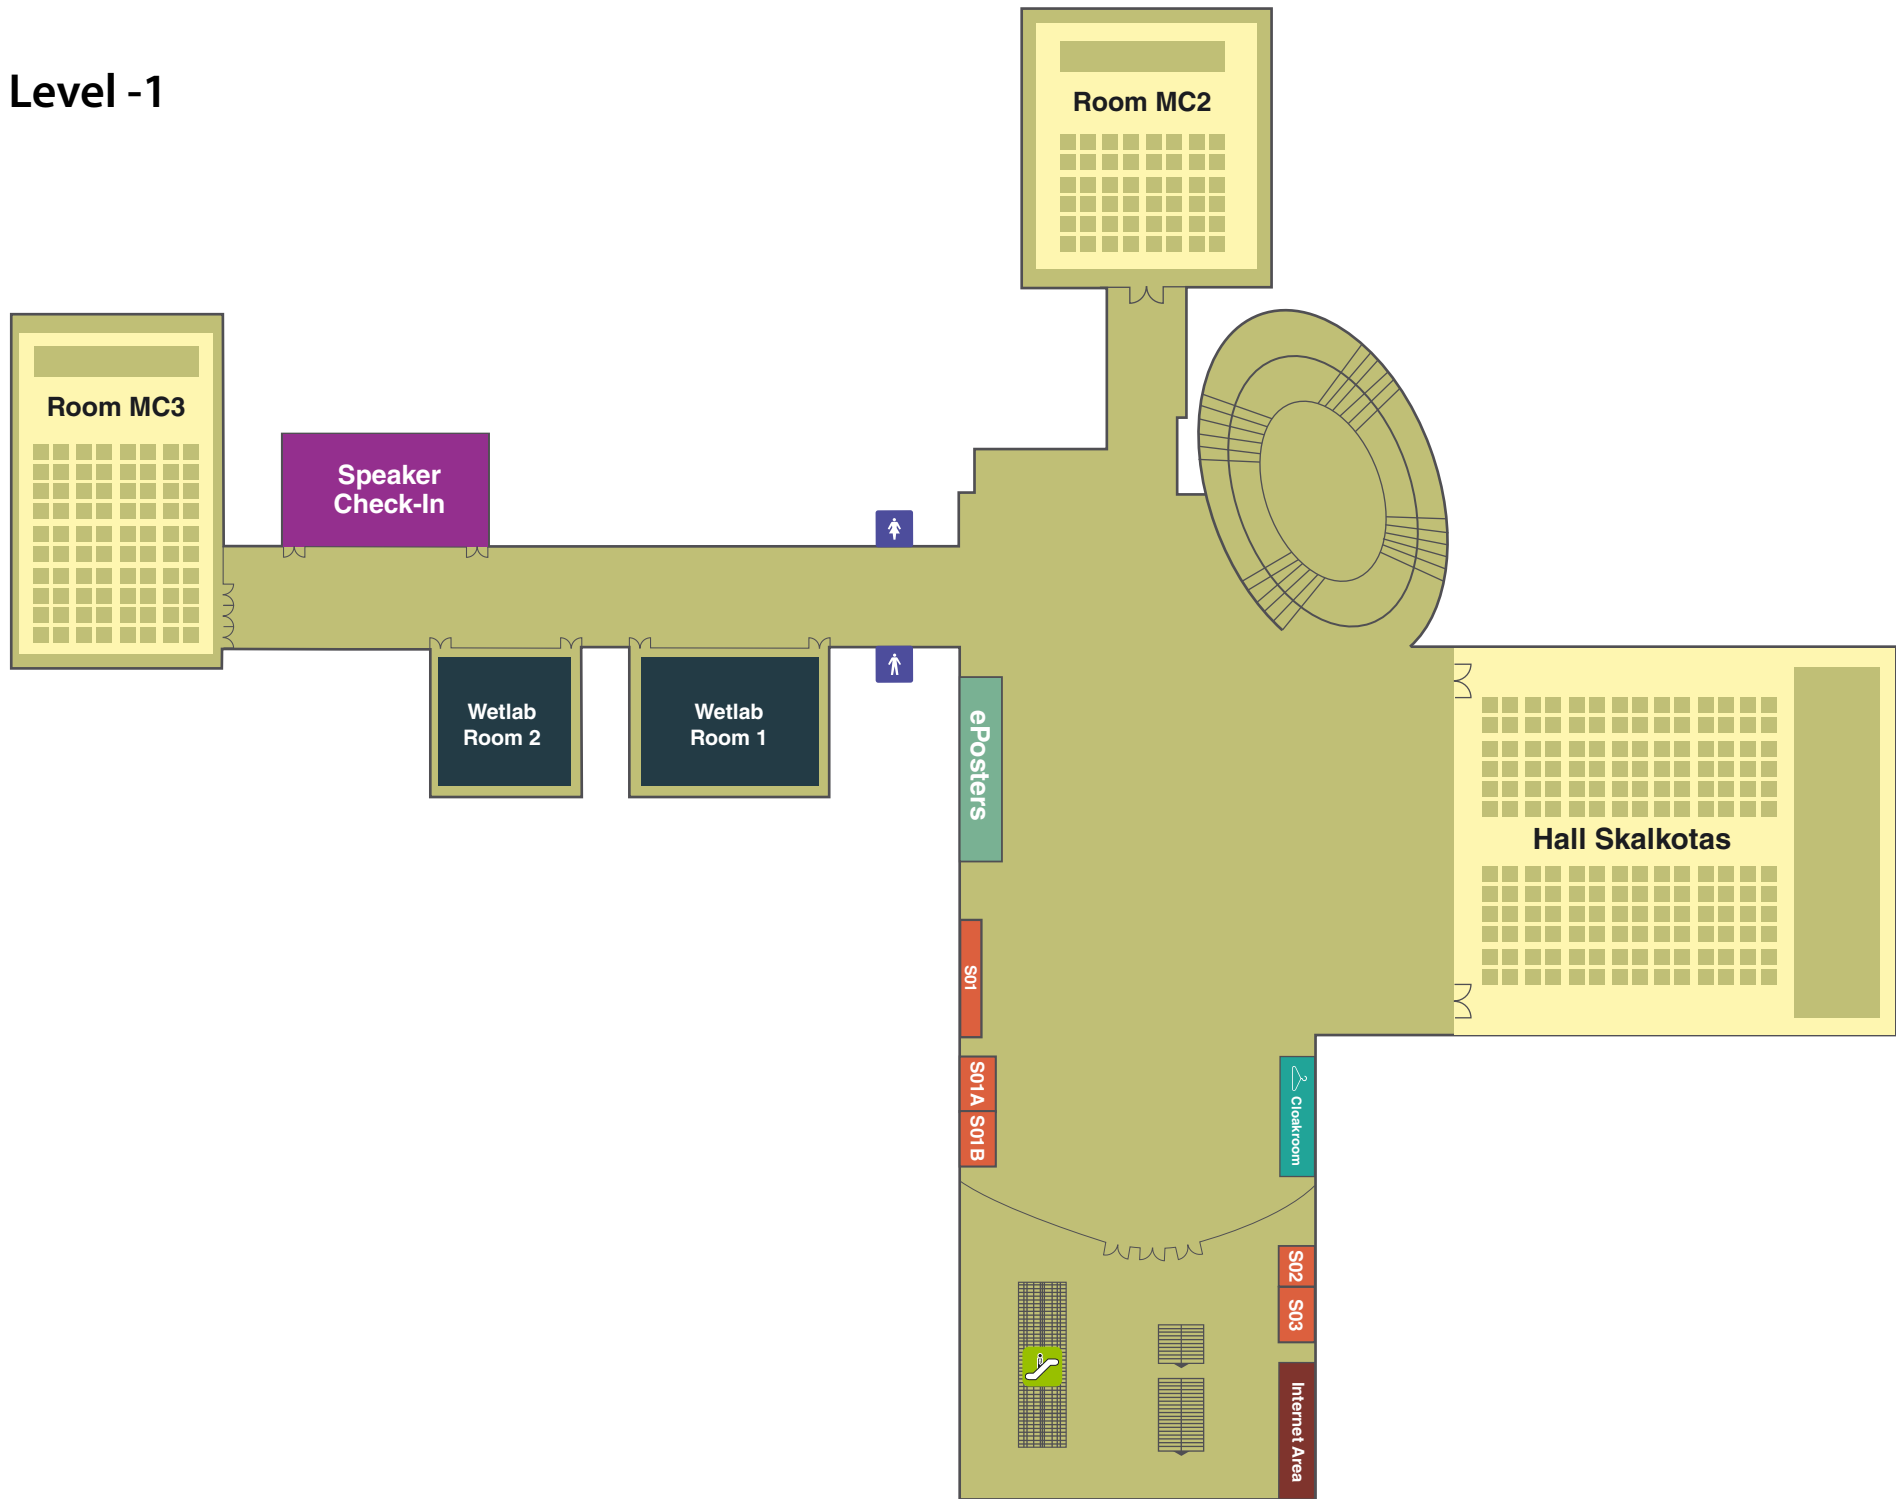 Level -1
Room MC2
Room MC3
Speaker
Check-In
Wetlab
Room 2
Wetlab
Room 1
ePosters
Hall Skalkotas
S01
S01A
S01B
Cloakroom
S02
S03
Internet Area